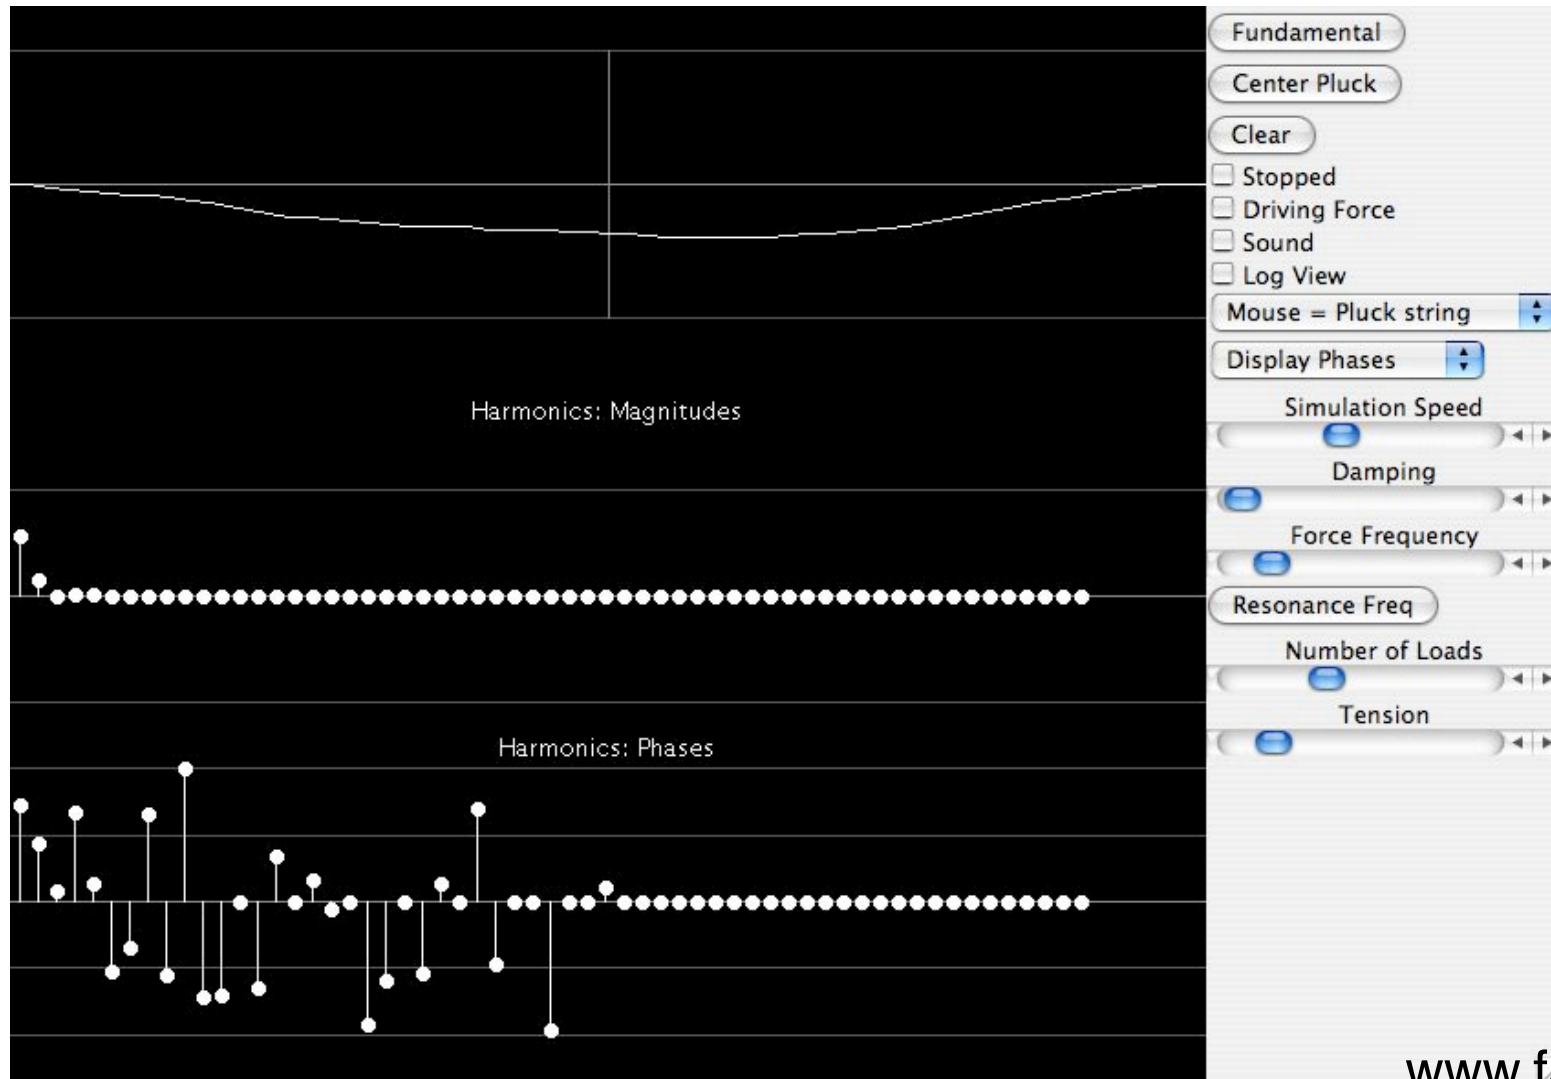 Fundamental
Center Pluck
Clear
Stopped
Driving Force
Sound
Log View
Mouse = Pluck string
Display Phases
Simulation Speed
Damping
Force Frequency
Resonance Freq
Number of Loads
Tension
Harmonics: Magnitudes
Harmonics: Phases